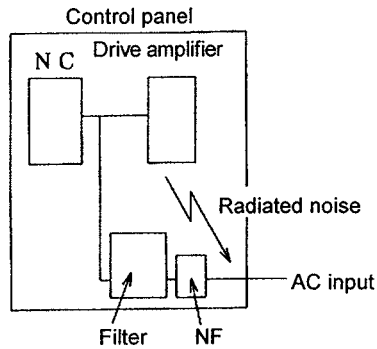 Control panel
Drive amplifier
N C
Radiated noise
AC input
Filter
NF